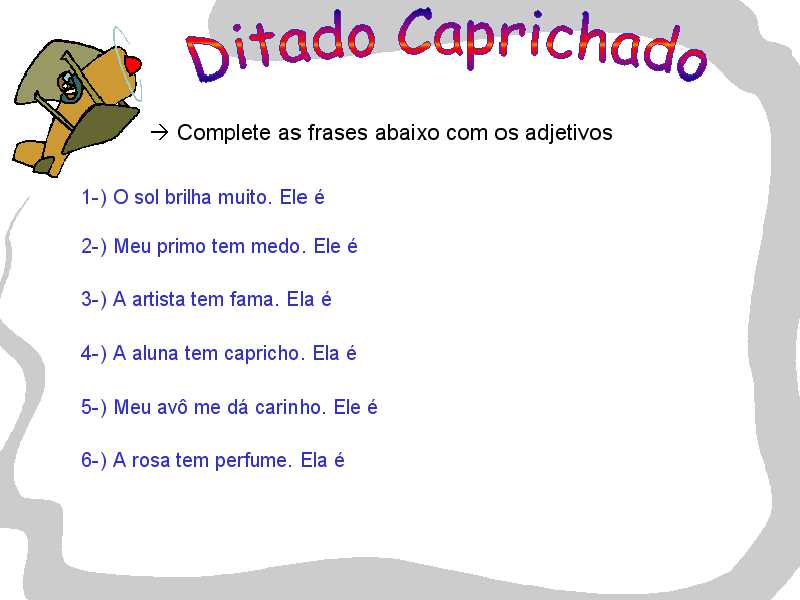 Ditado Caprichado
→ Complete as frases abaixo com os adjetivos
1-) O sol brilha muito. Ele é
2-) Meu primo tem medo. Ele é
3-) A artista tem fama. Ela é
4-) A aluna tem capricho. Ela é
5-) Meu avô me dá carinho. Ele é
6-) A rosa tem perfume. Ela é